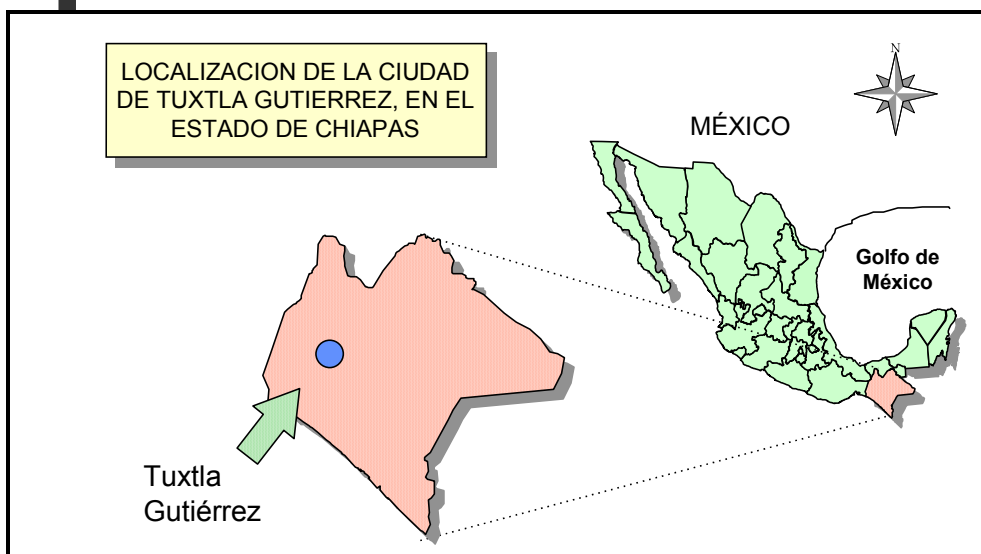 LOCALIZACION DE LA CIUDAD
DE TUXTLA GUTIERREZ, EN EL
ESTADO DE CHIAPAS
N
MÉXICO
Golfo de
México
Tuxtla
Gutiérrez